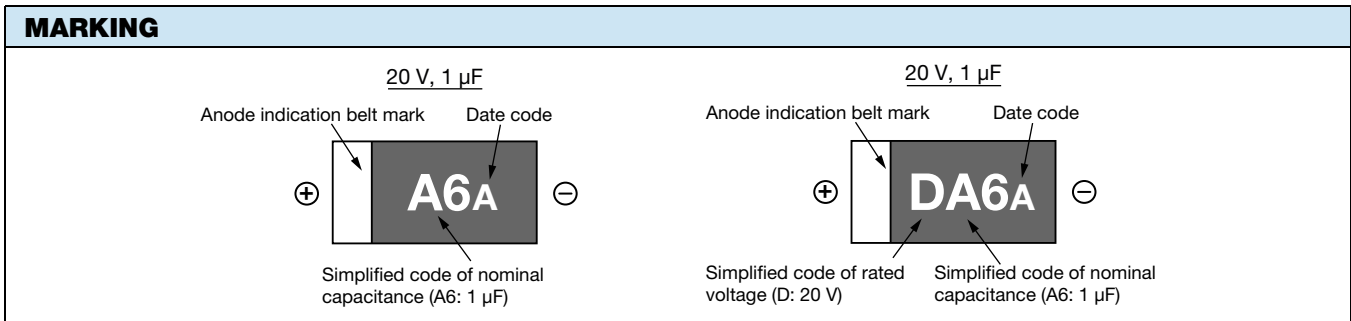 MARKING
20 V, 1 µF
Anode indication belt mark
Date code
⊕
A6A
⊖
Simplified code of nominal
capacitance (A6: 1 µF)
20 V, 1 µF
Anode indication belt mark
Date code
⊕
DA6A
⊖
Simplified code of rated
voltage (D: 20 V)
Simplified code of nominal
capacitance (A6: 1 µF)